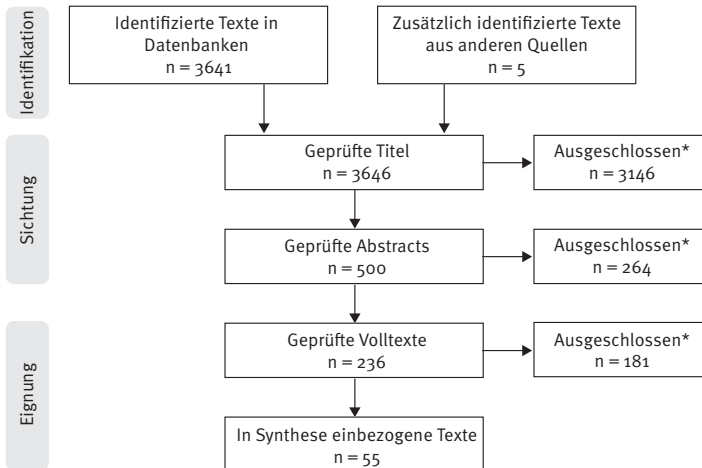 Identifikation
Identifizierte Texte in
Datenbanken
n = 3641
Zusätzlich identifizierte Texte
aus anderen Quellen
n = 5
Sichtung
Geprüfte Titel
n = 3646
Ausgeschlossen*
n = 3146
Geprüfte Abstracts
n = 500
Ausgeschlossen*
n = 264
Eignung
Geprüfte Volltexte
n = 236
Ausgeschlossen*
n = 181
In Synthese einbezogene Texte
n = 55